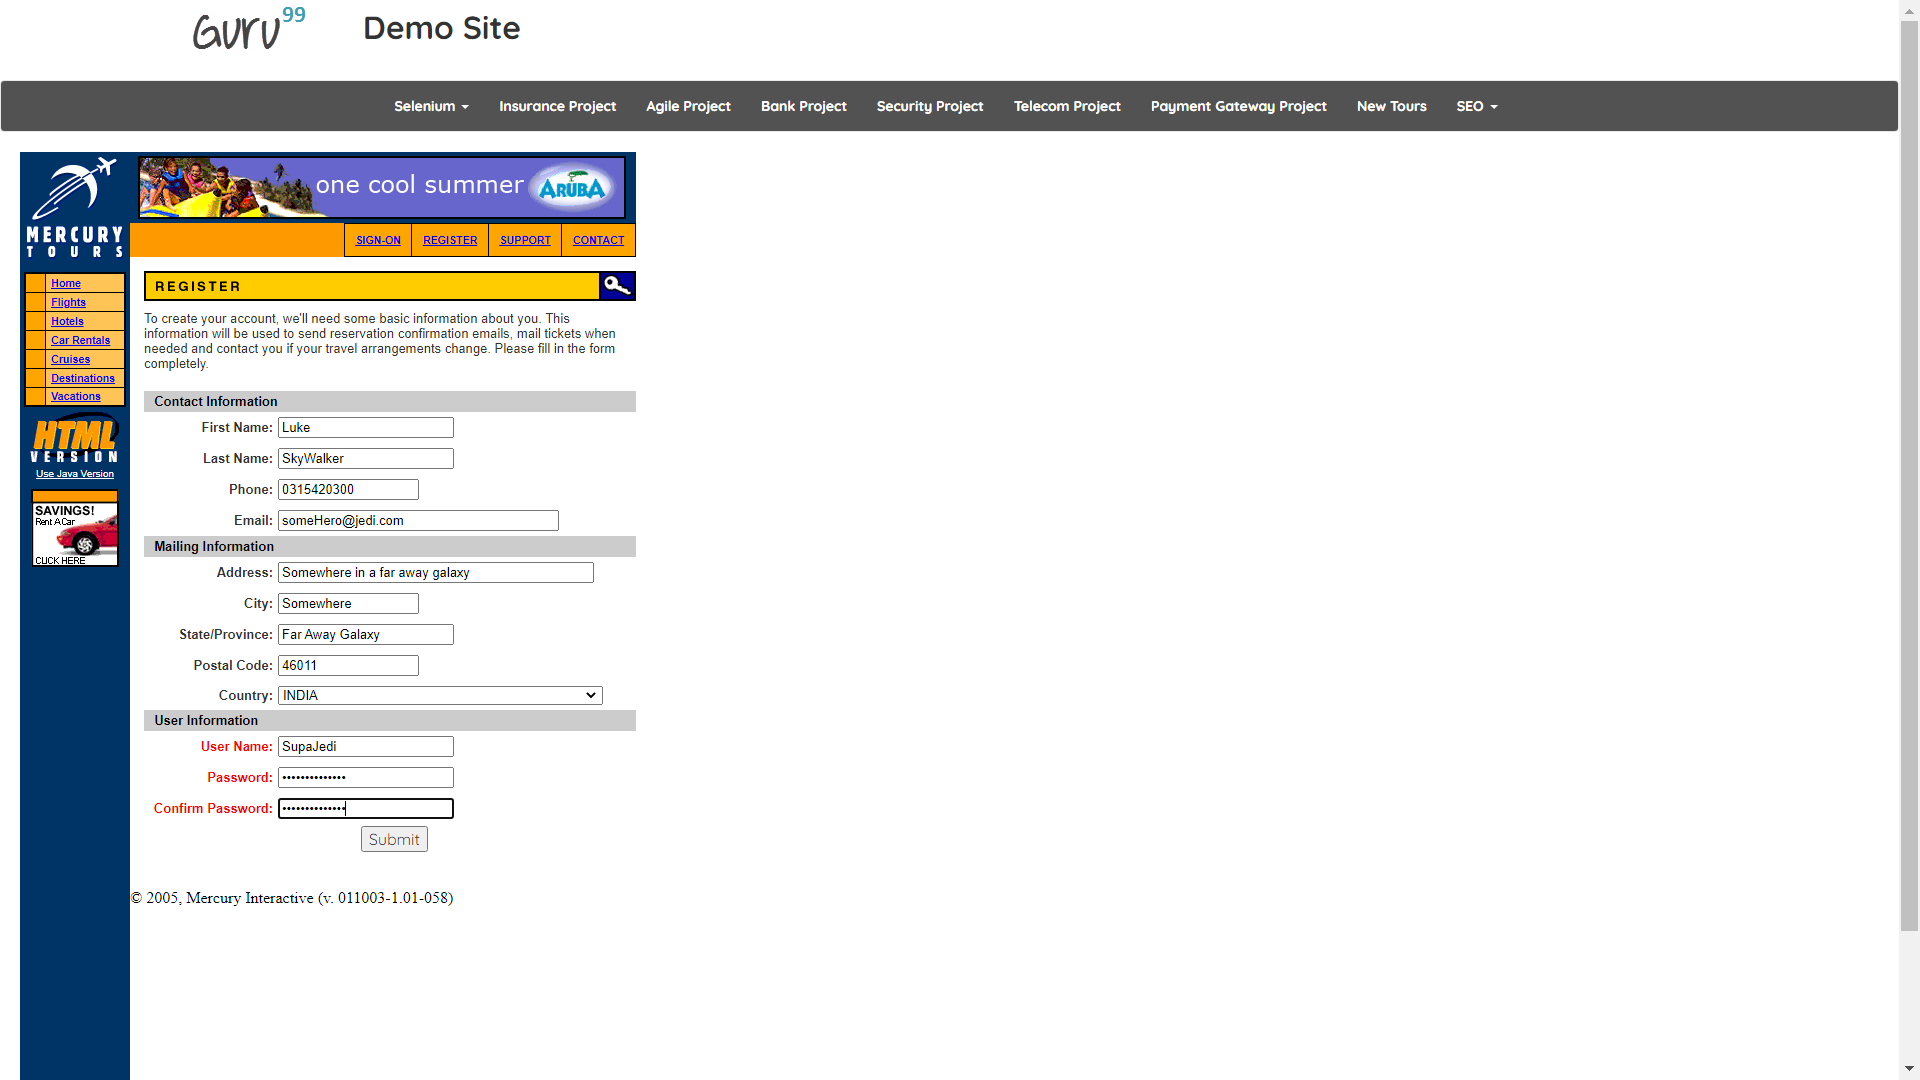 Guru99
Demo Site
Selenium
Insurance Project
Agile Project
Bank Project
Security Project
Telecom Project
Payment Gateway Project
New Tours
SEO
one cool summer
ARUBA
MERCURY
TOURS
SIGN-ON
REGISTER
SUPPORT
CONTACT
Home
Flights
Hotels
Car Rentals
Cruises
Destinations
Vacations
HTML
VERSION
Use Java Version
SAVINGS!
Rent A Car
CLICK HERE
REGISTER
To create your account, we'll need some basic information about you. This
information will be used to send reservation confirmation emails, mail tickets when
needed and contact you if your travel arrangements change. Please fill in the form
completely.
Contact Information
First Name: Luke
Last Name: SkyWalker
Phone: 0315420300
Email: someHero@jedi.com
Mailing Information
Address: Somewhere in a far away galaxy
City: Somewhere
State/Province: Far Away Galaxy
Postal Code: 46011
Country: INDIA
User Information
User Name: SupaJedi
Password: ••••••••••••••
Confirm Password: ••••••••••••••
Submit
© 2005, Mercury Interactive (v. 011003-1.01-058)